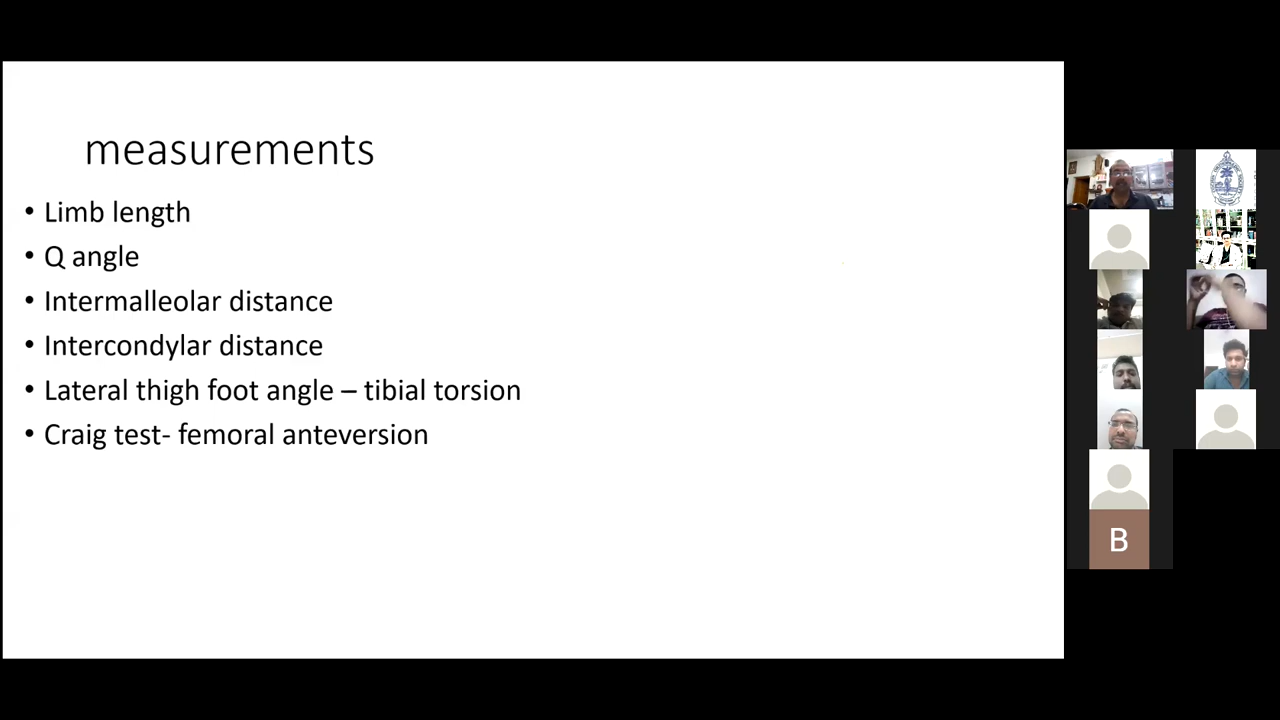 measurements
• Limb length
• Q angle
• Intermalleolar distance
• Intercondylar distance
• Lateral thigh foot angle – tibial torsion
• Craig test- femoral anteversion
B